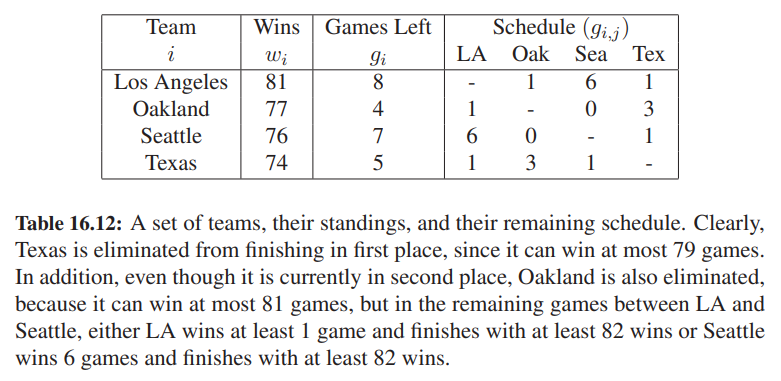 Team Wins Games Left Schedule (g_{i,j})
i w_i g_i LA Oak Sea Tex
Los Angeles 81 8 - 1 6 1
Oakland 77 4 1 - 0 3
Seattle 76 7 6 0 - 1
Texas 74 5 1 3 1 -
Table 16.12: A set of teams, their standings, and their remaining schedule. Clearly,
Texas is eliminated from finishing in first place, since it can win at most 79 games.
In addition, even though it is currently in second place, Oakland is also eliminated,
because it can win at most 81 games, but in the remaining games between LA and
Seattle, either LA wins at least 1 game and finishes with at least 82 wins or Seattle
wins 6 games and finishes with at least 82 wins.